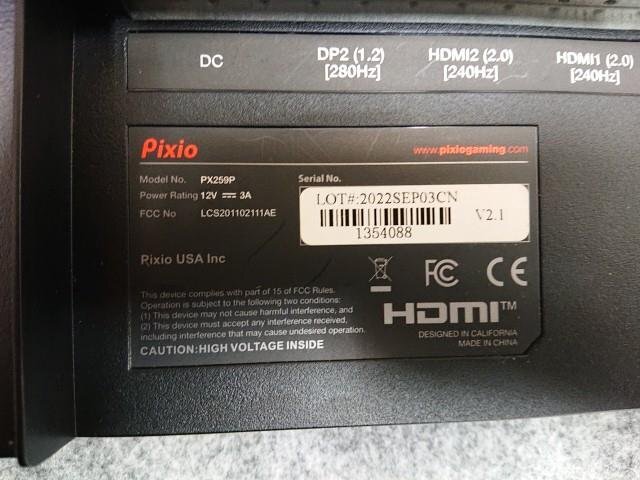 DC
DP2 (1.2)
[280Hz]
HDMI2 (2.0)
[240Hz]
HDMI1 (2.0)
[240Hz]
Pixio
www.pixiogaming.com
Model No. PX259P
Power Rating 12V ⎓ 3A
FCC No LCS201102111AE
Serial No.
LOT#:2022SEP03CN
1354088
V2.1
Pixio USA Inc
FC CE
This device complies with part of 15 of FCC Rules.
Operation is subject to the following two conditions:
(1) This device may not cause harmful interference, and
(2) This device must accept any interference received,
including interference that may cause undesired operation.
CAUTION:HIGH VOLTAGE INSIDE
HDMI™
DESIGNED IN CALIFORNIA
MADE IN CHINA